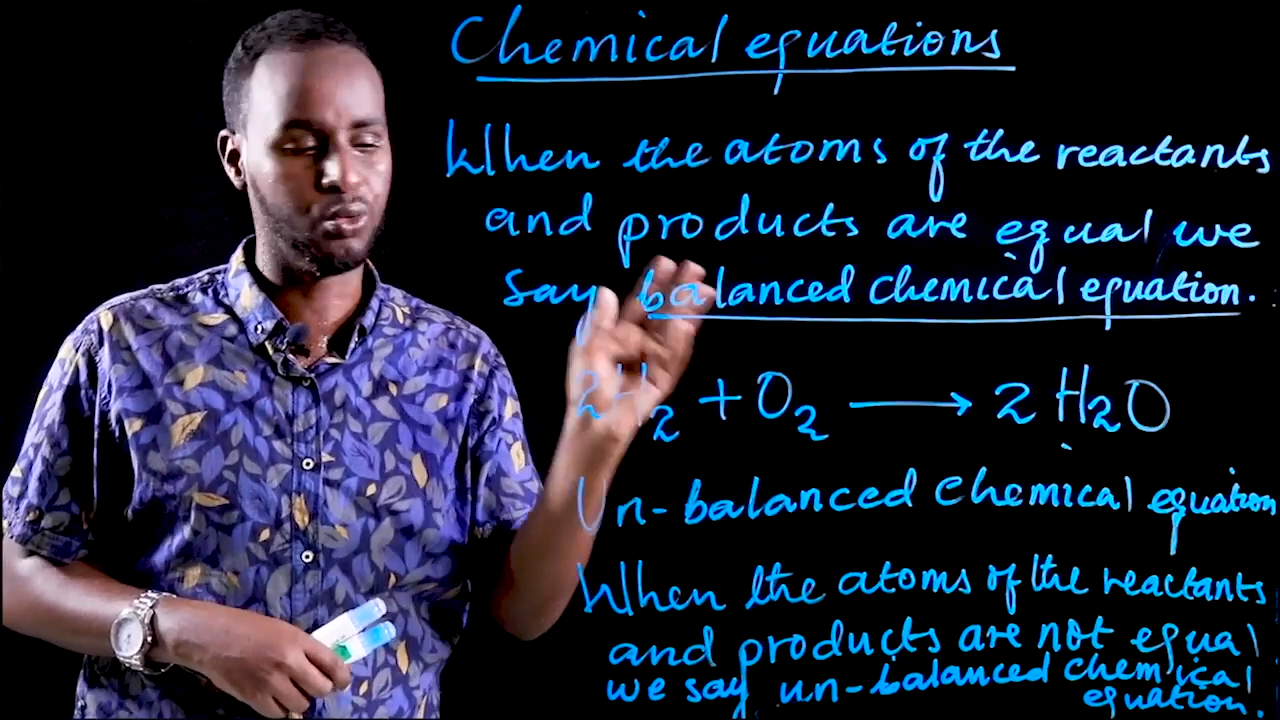 Chemical equations
When the atoms of the reactants
and products are equal we
say balanced chemical equation.
2H₂ + O₂ ⟶ 2H₂O
Un-balanced chemical equation
When the atoms of the reactants
and products are not equal
we say un-balanced chemical
equation.